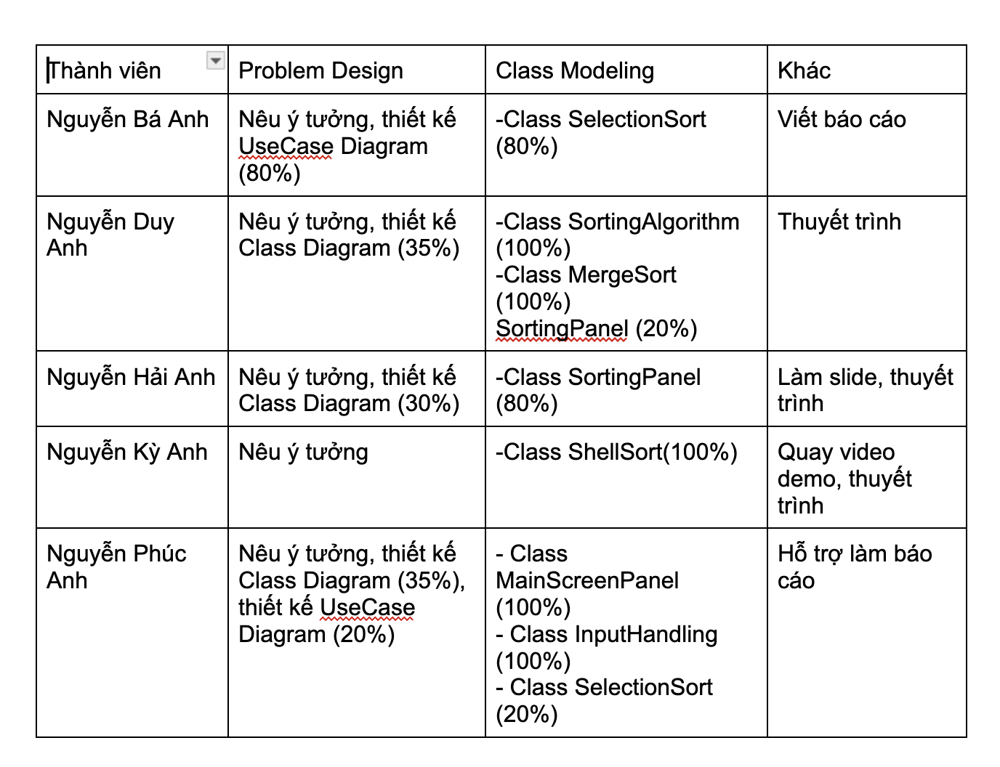 Thành viên
Problem Design
Class Modeling
Khác
Nguyễn Bá Anh
Nêu ý tưởng, thiết kế
UseCase Diagram
(80%)
-Class SelectionSort
(80%)
Viết báo cáo
Nguyễn Duy
Anh
Nêu ý tưởng, thiết kế
Class Diagram (35%)
-Class SortingAlgorithm
(100%)
-Class MergeSort
(100%)
SortingPanel (20%)
Thuyết trình
Nguyễn Hải Anh
Nêu ý tưởng, thiết kế
Class Diagram (30%)
-Class SortingPanel
(80%)
Làm slide, thuyết
trình
Nguyễn Kỳ Anh
Nêu ý tưởng
-Class ShellSort(100%)
Quay video
demo, thuyết
trình
Nguyễn Phúc
Anh
Nêu ý tưởng, thiết kế
Class Diagram (35%),
thiết kế UseCase
Diagram (20%)
- Class
MainScreenPanel
(100%)
- Class InputHandling
(100%)
- Class SelectionSort
(20%)
Hỗ trợ làm báo
cáo